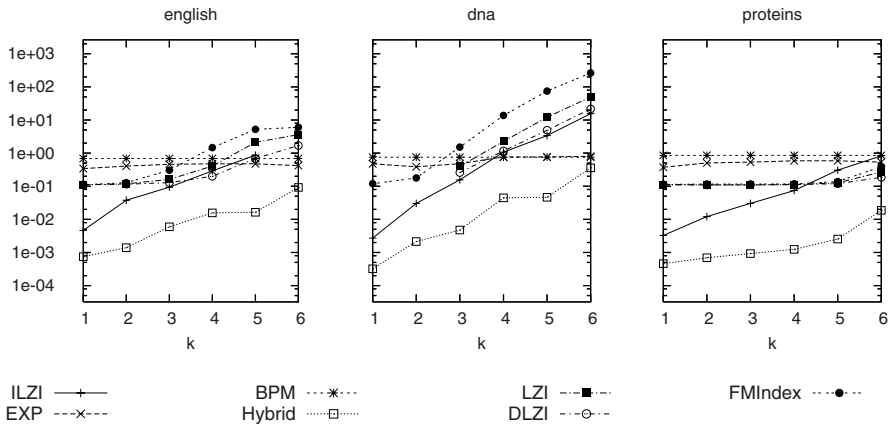 english dna proteins
1e+03
1e+02
1e+01
1e+00
1e-01
1e-02
1e-03
1e-04
1 2 3 4 5 6 1 2 3 4 5 6 1 2 3 4 5 6
k k k
ILZI BPM LZI FMIndex
EXP Hybrid DLZI